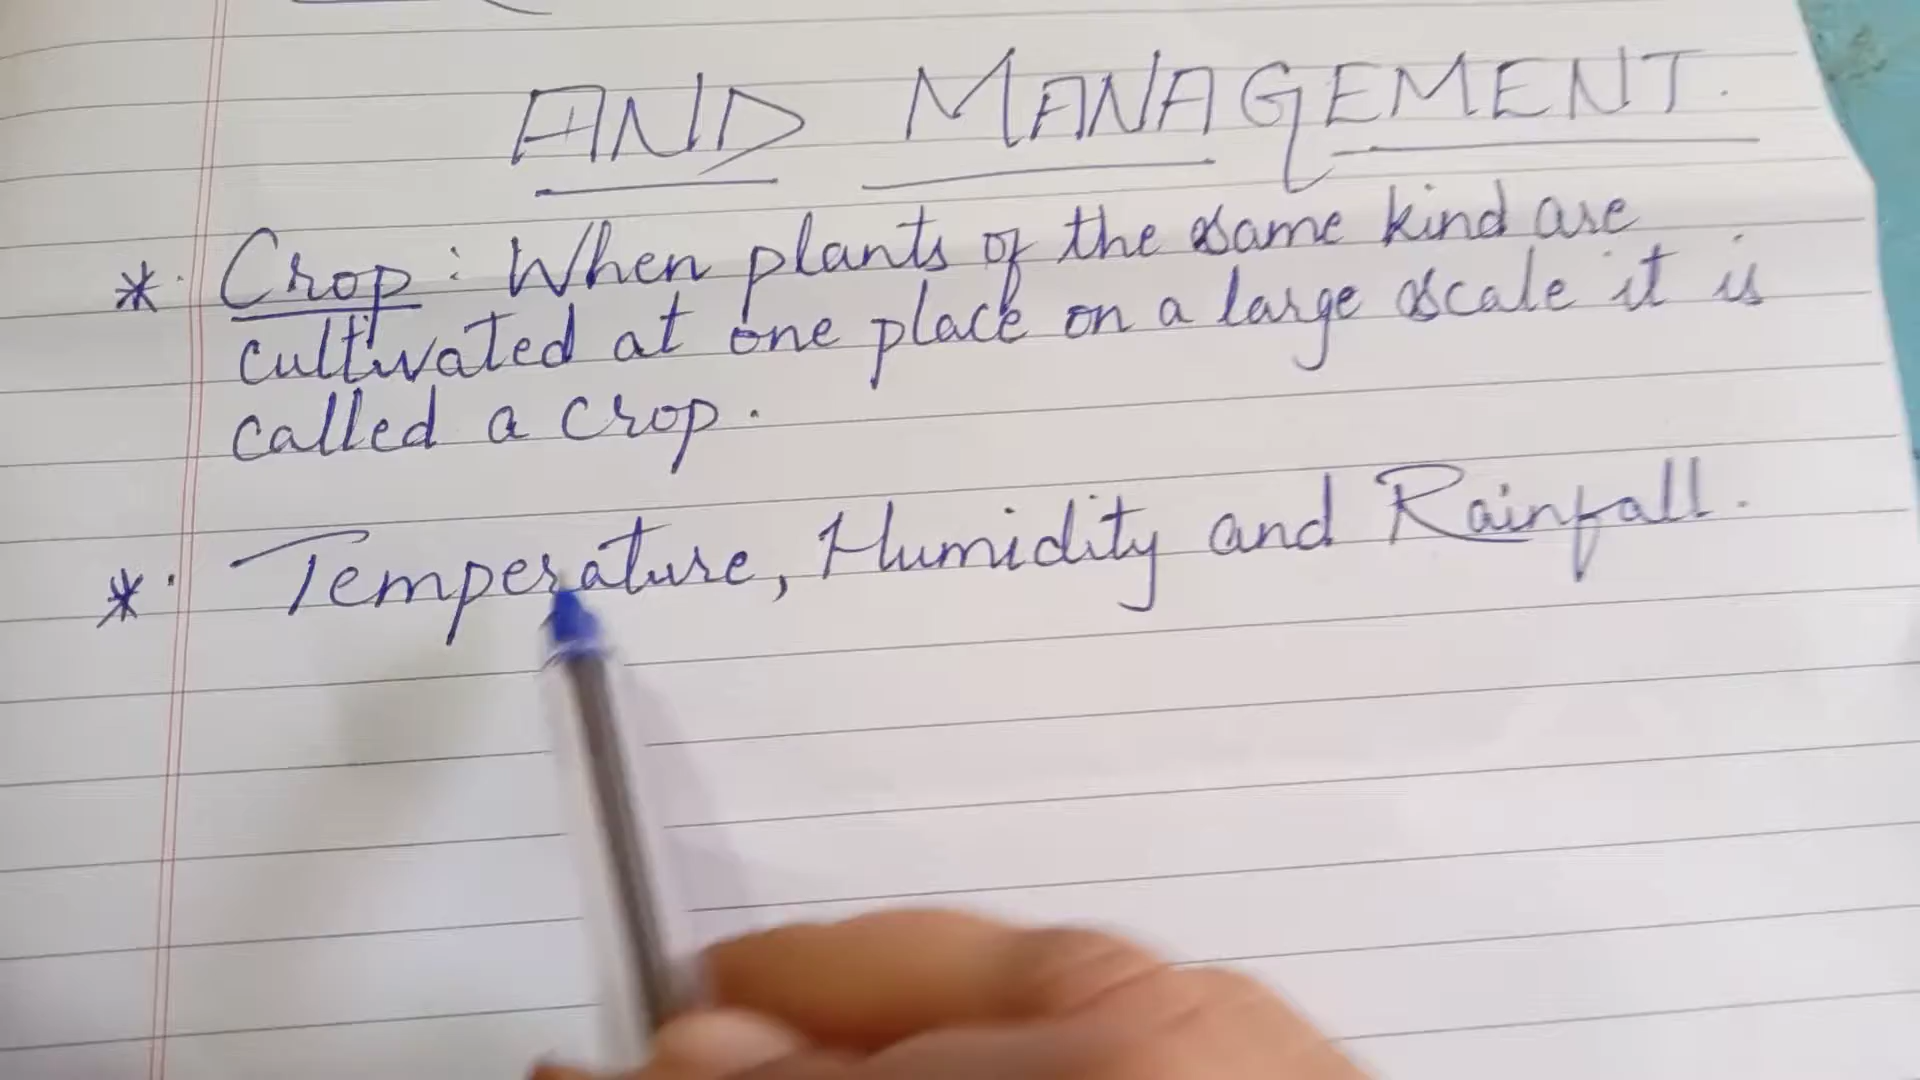 AND MANAGEMENT.
* Crop : When plants of the same kind are
cultivated at one place on a large scale it is
called a crop.
* Temperature, Humidity and Rainfall.